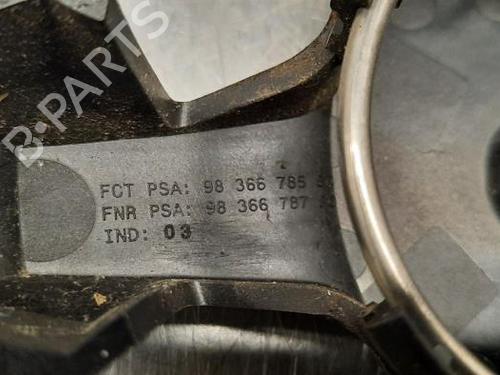 B-PARTS
FCT PSA: 98 366 785
FNR PSA: 98 366 787
IND: 03